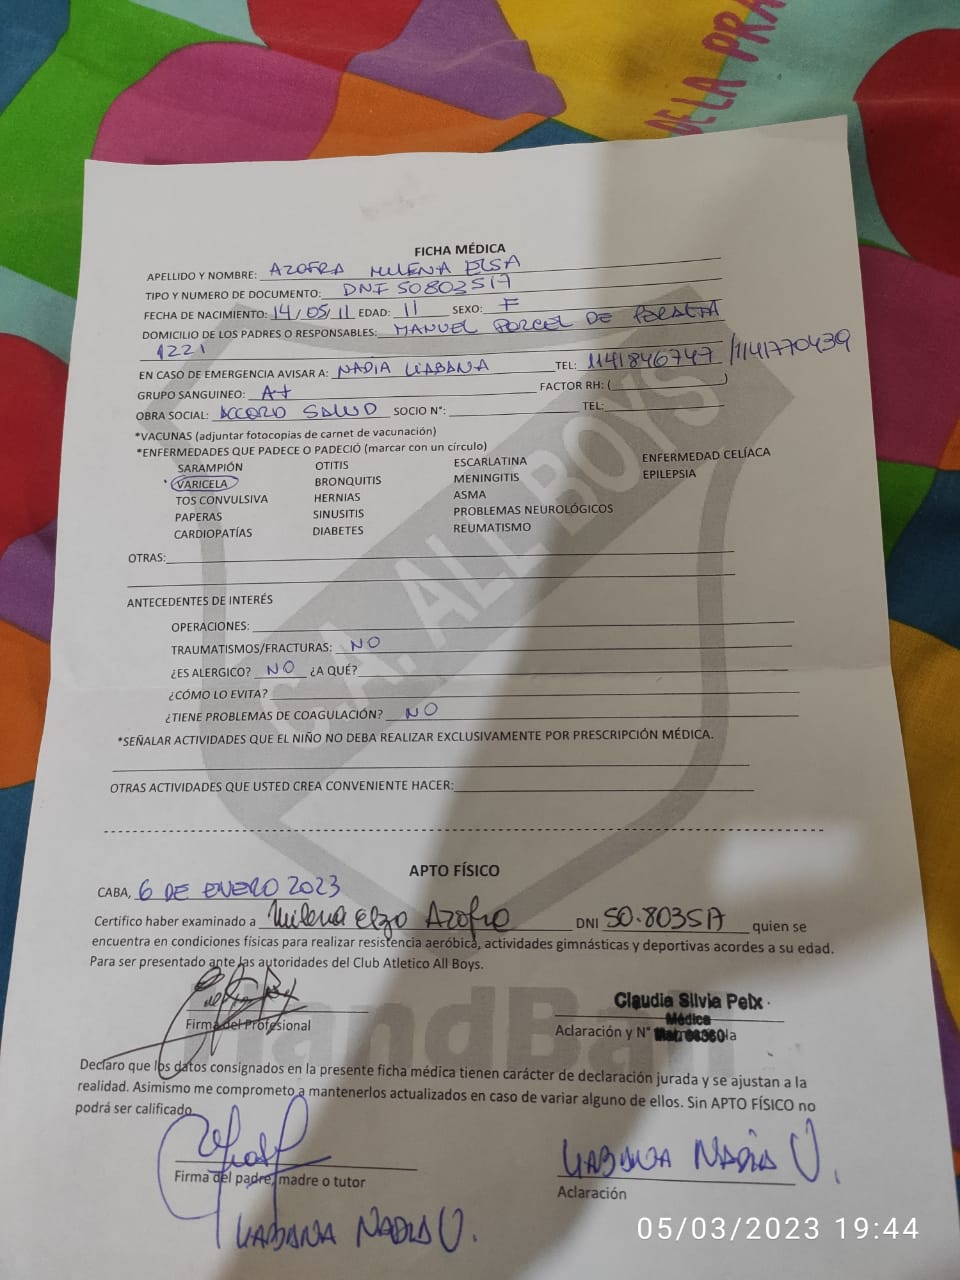 DE LA PRA
FICHA MÉDICA
APELLIDO Y NOMBRE: AZOFRA MILENA ELSA
TIPO Y NUMERO DE DOCUMENTO: DNI 50803517
FECHA DE NACIMIENTO: 14/05/11 EDAD: 11 SEXO: F
DOMICILIO DE LOS PADRES O RESPONSABLES: MANUEL PORCEL DE PERALTA
1221
EN CASO DE EMERGENCIA AVISAR A: NADIA TEL: 1141846747 /1141770439
GRUPO SANGUINEO: A+ FACTOR RH: ( )
OBRA SOCIAL: ACCORD SALUD SOCIO N°: TEL:
*VACUNAS (adjuntar fotocopias de carnet de vacunación)
*ENFERMEDADES QUE PADECE O PADECIÓ (marcar con un círculo)
SARAMPIÓN OTITIS ESCARLATINA ENFERMEDAD CELÍACA
VARICELA BRONQUITIS MENINGITIS EPILEPSIA
TOS CONVULSIVA HERNIAS ASMA
PAPERAS SINUSITIS PROBLEMAS NEUROLÓGICOS
CARDIOPATÍAS DIABETES REUMATISMO
OTRAS:
ANTECEDENTES DE INTERÉS
OPERACIONES:
TRAUMATISMOS/FRACTURAS: NO
¿ES ALERGICO? NO ¿A QUÉ?
¿CÓMO LO EVITA?
¿TIENE PROBLEMAS DE COAGULACIÓN? NO
*SEÑALAR ACTIVIDADES QUE EL NIÑO NO DEBA REALIZAR EXCLUSIVAMENTE POR PRESCRIPCIÓN MÉDICA.
OTRAS ACTIVIDADES QUE USTED CREA CONVENIENTE HACER:
C.A. ALL BOYS
APTO FÍSICO
CABA, 6 DE ENERO 2023
Certifico haber examinado a Milena Elza Azofra DNI 50.803517 quien se
encuentra en condiciones físicas para realizar resistencia aeróbica, actividades gimnásticas y deportivas acordes a su edad.
Para ser presentado ante las autoridades del Club Atletico All Boys.
HandBall
Claudia Silvia Peix
Médica
Firma del Profesional Aclaración y N°
Declaro que los datos consignados en la presente ficha médica tienen carácter de declaración jurada y se ajustan a la
realidad. Asimismo me comprometo a mantenerlos actualizados en caso de variar alguno de ellos. Sin APTO FÍSICO no
podrá ser calificado.
NADIA V.
Firma del padre, madre o tutor Aclaración
NADIA V.
05/03/2023 19:44